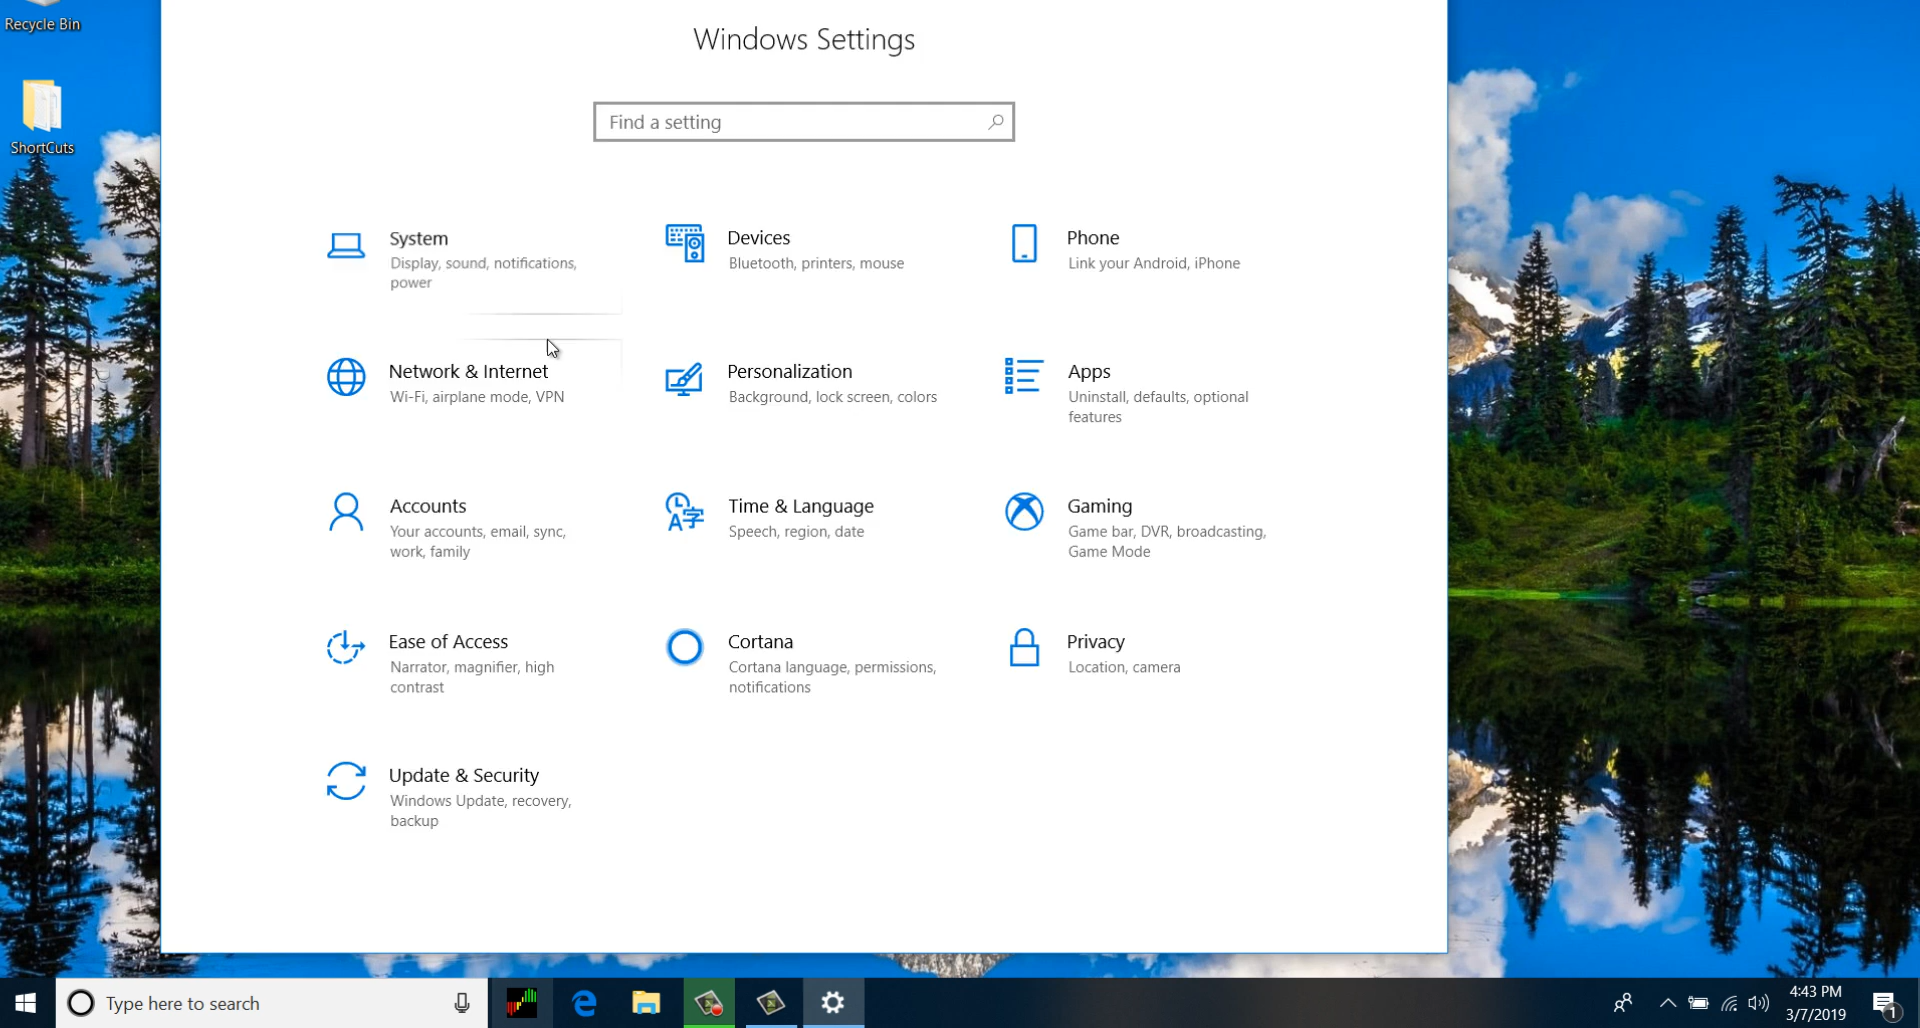 Recycle Bin
ShortCuts
Windows Settings
Find a setting
System
Display, sound, notifications,
power
Devices
Bluetooth, printers, mouse
Phone
Link your Android, iPhone
Network & Internet
Wi-Fi, airplane mode, VPN
Personalization
Background, lock screen, colors
Apps
Uninstall, defaults, optional
features
Accounts
Your accounts, email, sync,
work, family
Time & Language
Speech, region, date
Gaming
Game bar, DVR, broadcasting,
Game Mode
Ease of Access
Narrator, magnifier, high
contrast
Cortana
Cortana language, permissions,
notifications
Privacy
Location, camera
Update & Security
Windows Update, recovery,
backup
Type here to search
4:43 PM
3/7/2019
1